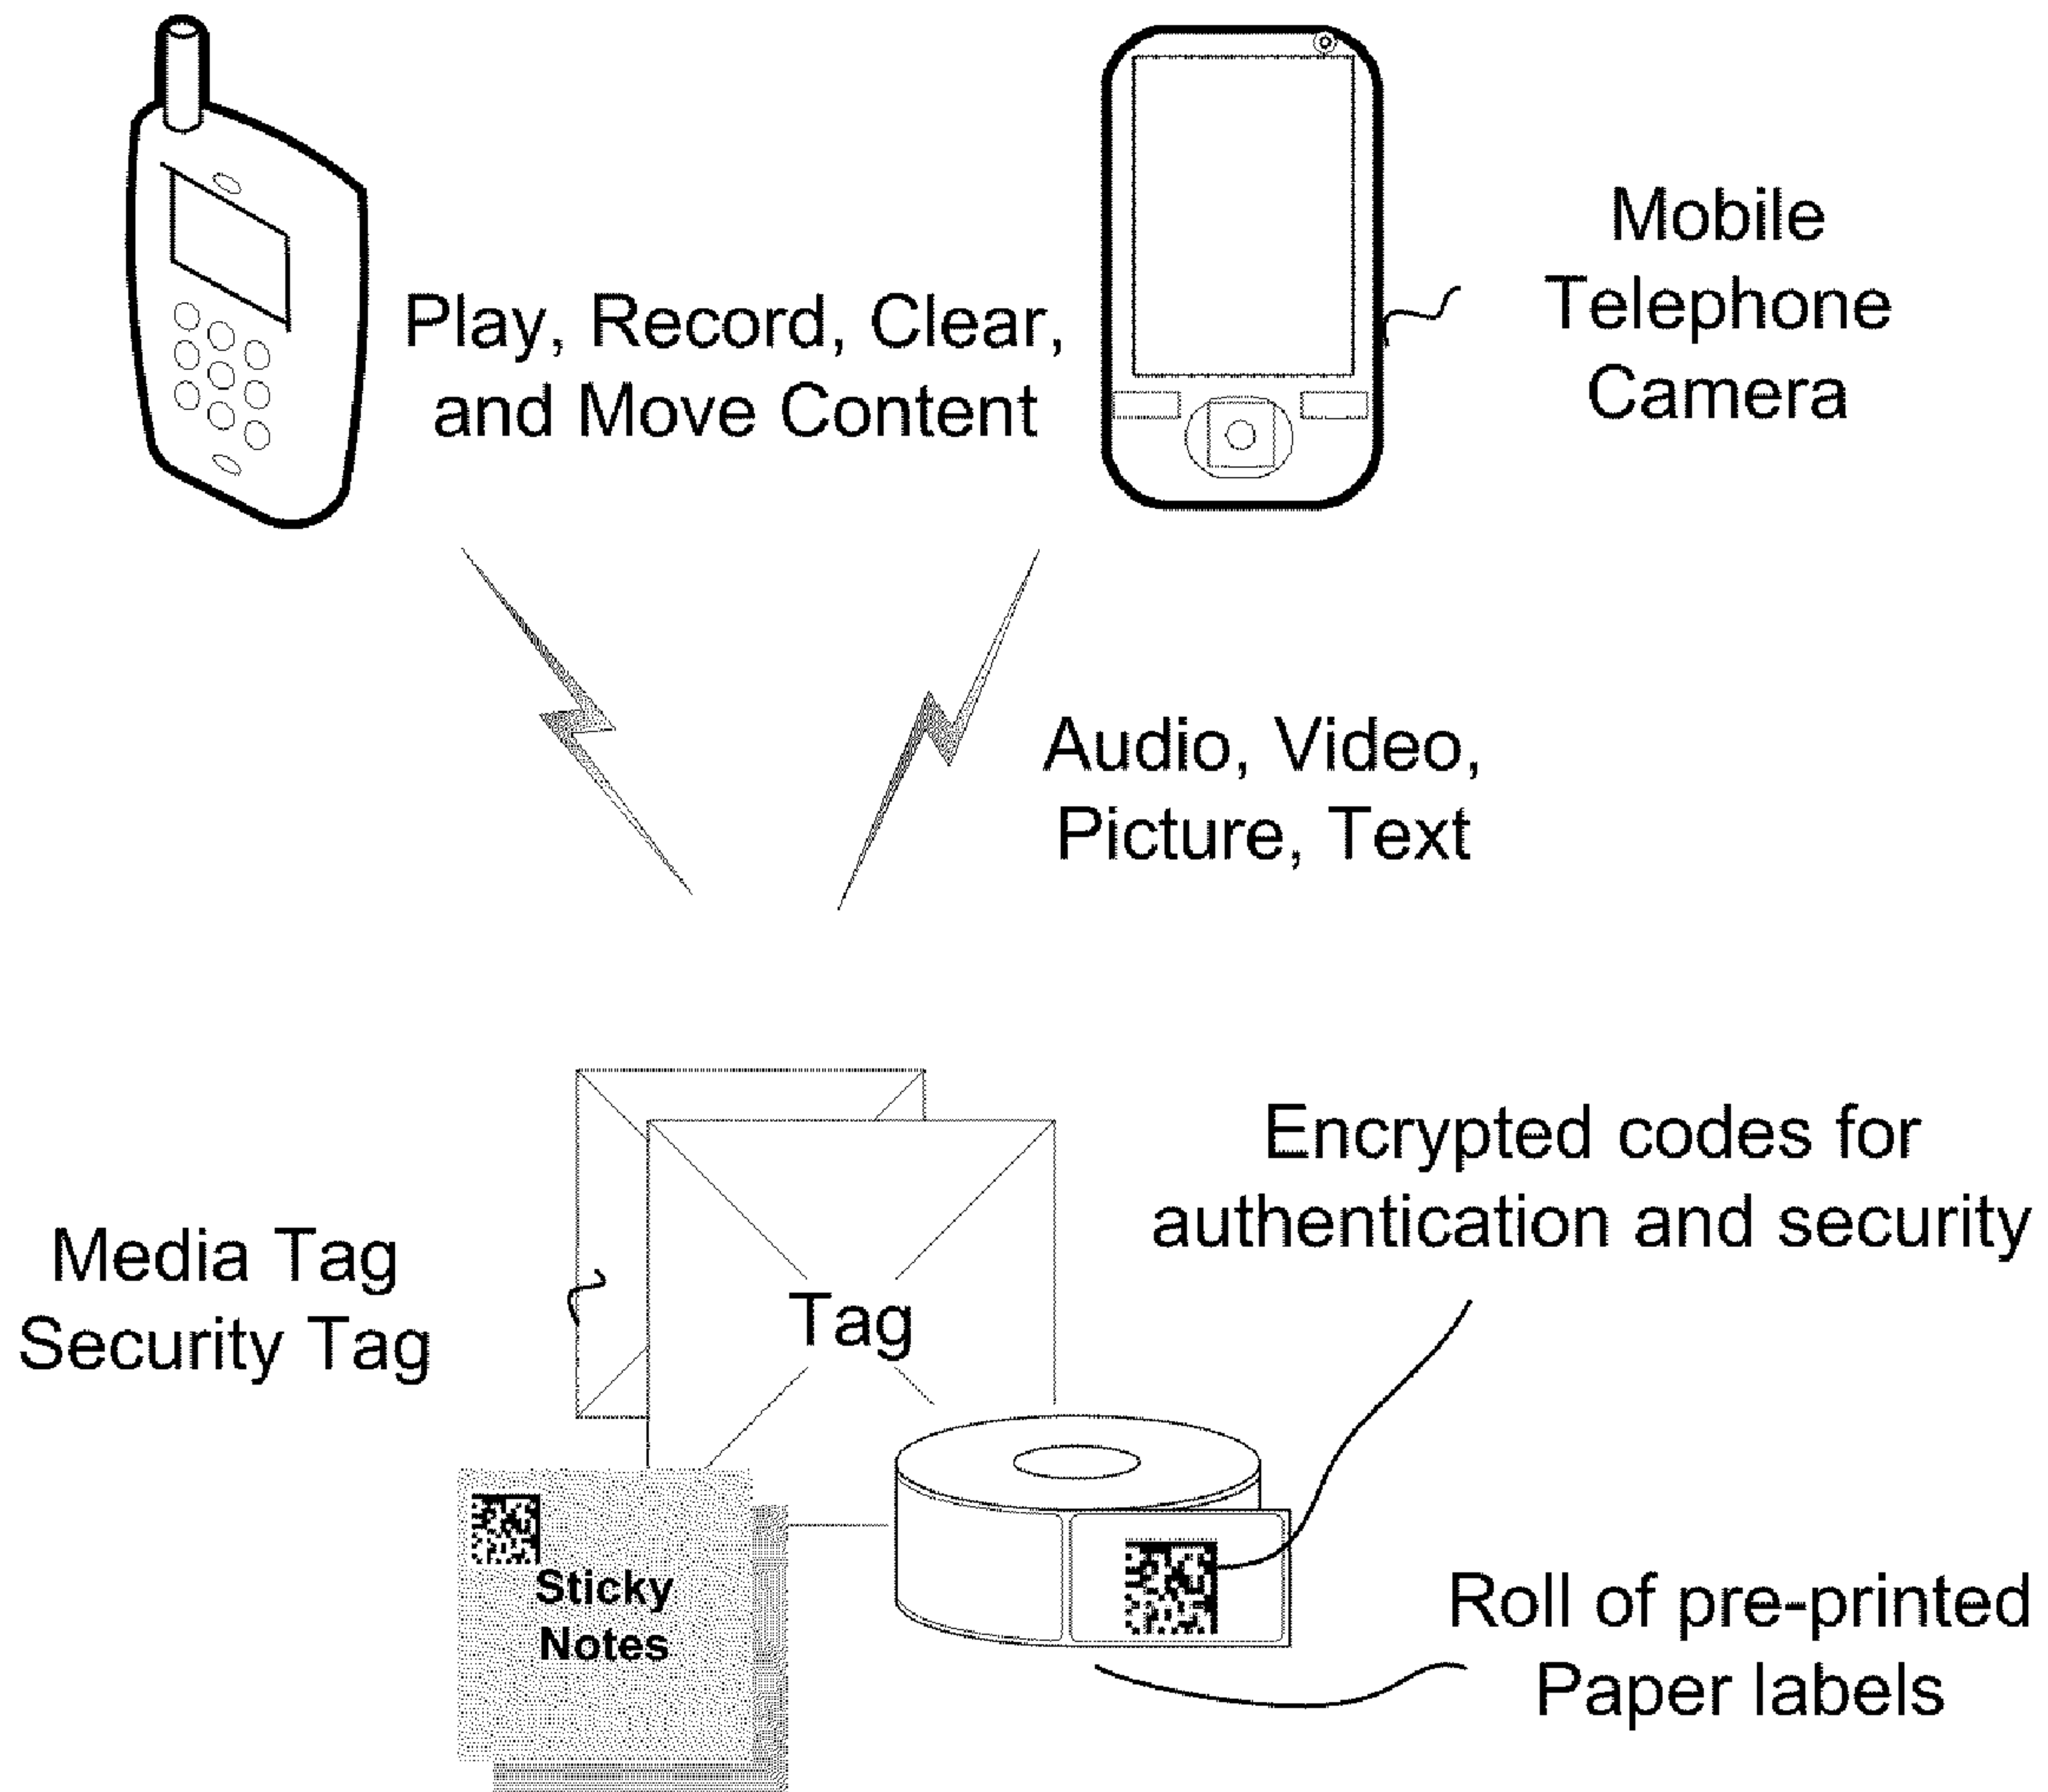 Mobile
Telephone
Camera
Play, Record, Clear,
and Move Content
Audio, Video,
Picture, Text
Encrypted codes for
authentication and security
Media Tag
Security Tag
Tag
Sticky
Notes
Roll of pre-printed
Paper labels